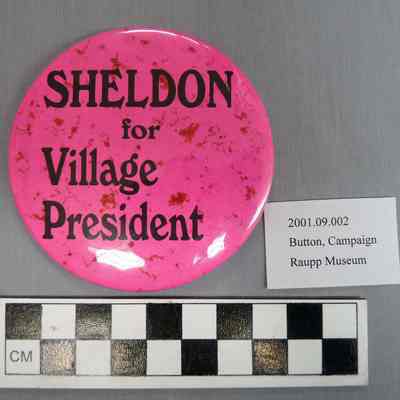 SHELDON
for
Village
President
2001.09.002
Button, Campaign
Raupp Museum
CM